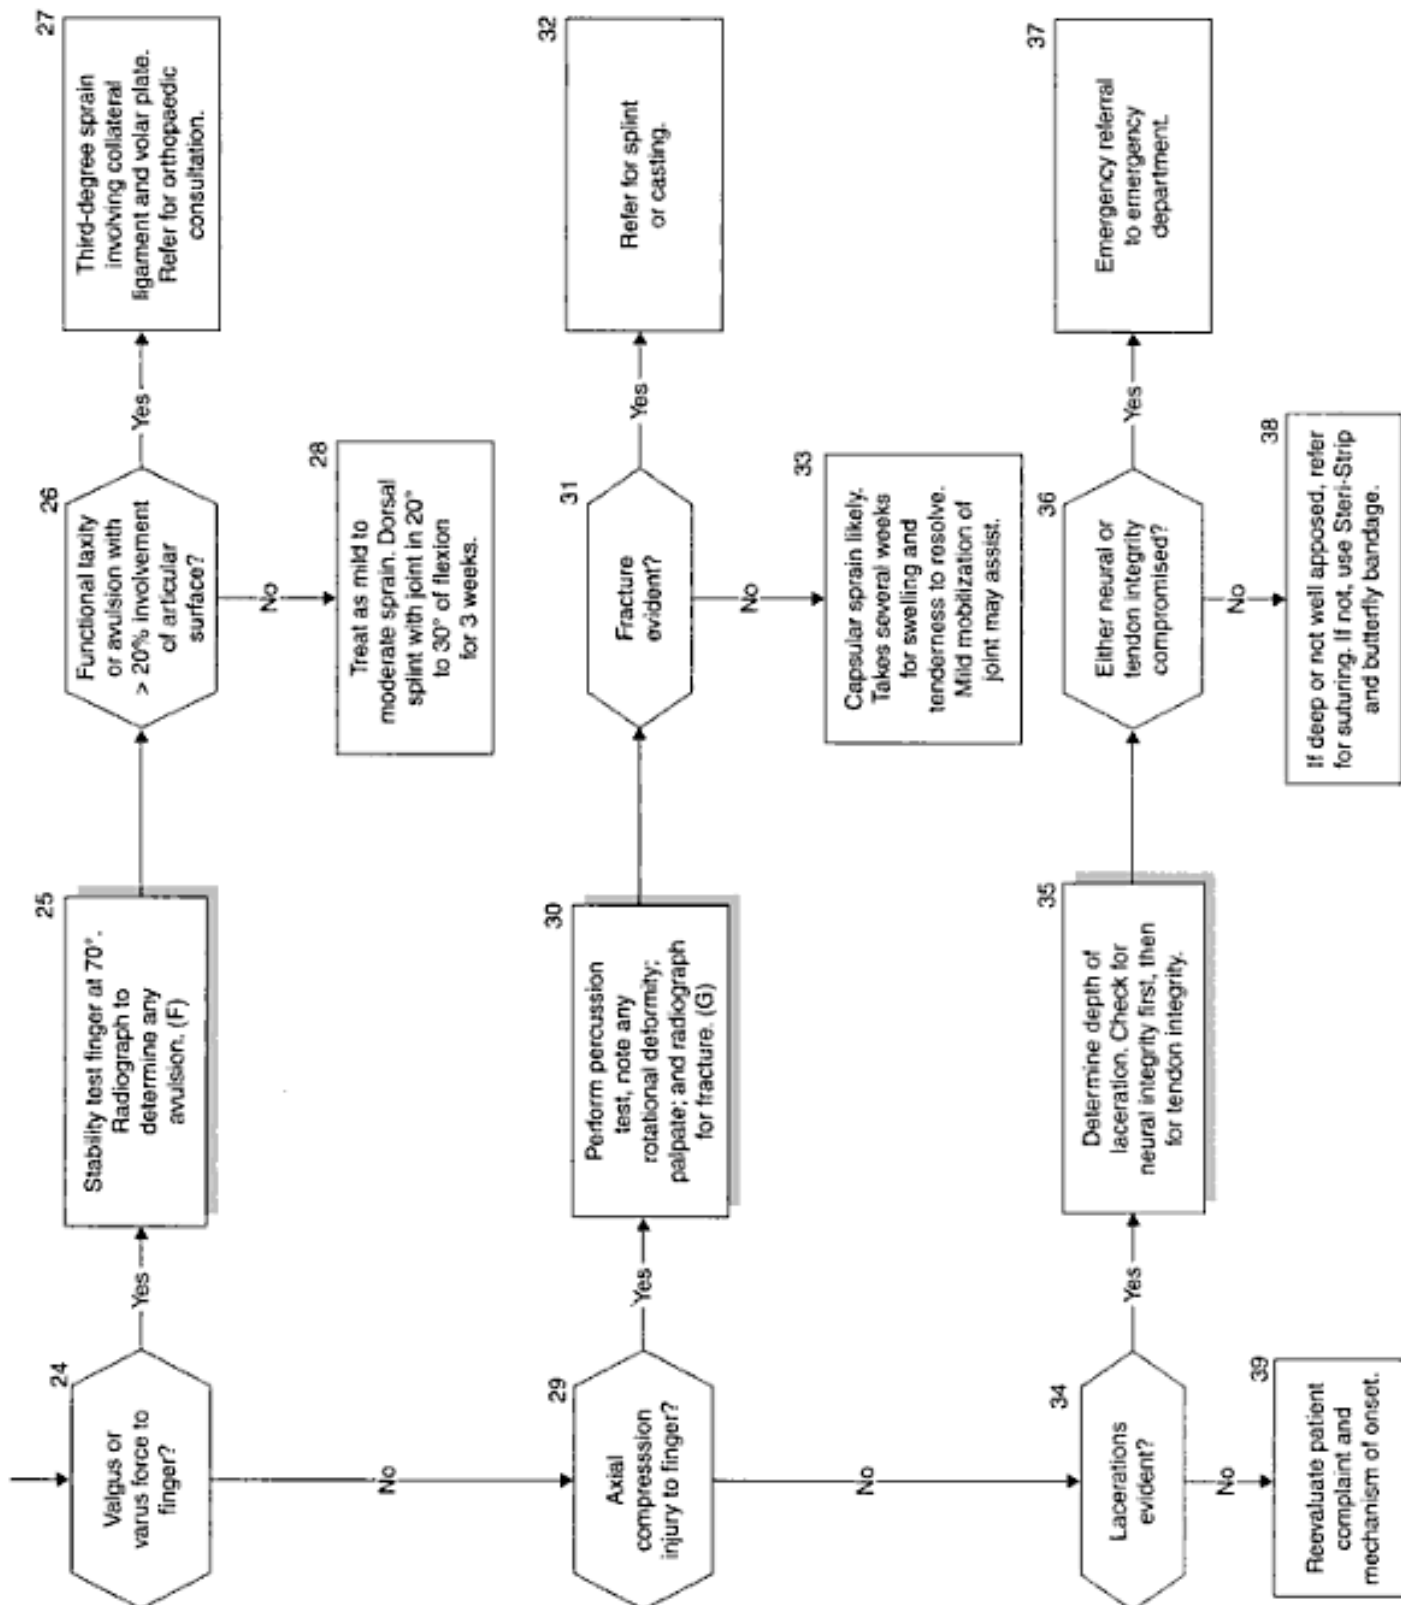 24
Valgus or
varus force to
finger?
Yes
25
Stability test finger at 70°.
Radiograph to
determine any
avulsion. (F)
26
Functional laxity
or avulsion with
> 20% involvement
of articular
surface?
Yes
27
Third-degree sprain
involving collateral
ligament and volar plate.
Refer for orthopaedic
consultation.
No
28
Treat as mild to
moderate sprain. Dorsal
splint with joint in 20°
to 30° of flexion
for 3 weeks.
No
29
Axial
compresssion
injury to finger?
Yes
30
Perform percussion
test, note any
rotational deformity;
palpate; and radiograph
for fracture. (G)
31
Fracture
evident?
Yes
32
Refer for splint
or casting.
No
33
Capsular sprain likely.
Takes several weeks
for swelling and
tenderness to resolve.
Mild mobilization of
joint may assist.
No
34
Lacerations
evident?
Yes
35
Determine depth of
laceration. Check for
neural integrity first, then
for tendon integrity.
36
Either neural or
tendon integrity
compromised?
Yes
37
Emergency referral
to emergency
department.
No
38
If deep or not well apposed, refer
for suturing. If not, use Steri-Strip
and butterfly bandage.
No
39
Reevaluate patient
complaint and
mechanism of onset.